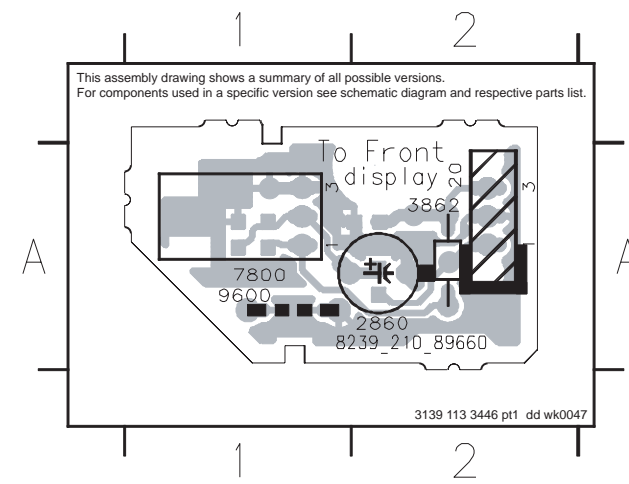 1 2
This assembly drawing shows a summary of all possible versions.
For components used in a specific version see schematic diagram and respective parts list.
To Front
display
20
3
3
3862
1
1
A A
7800
9600
2860
8239_210_89660
3139 113 3446 pt1 dd wk0047
1 2